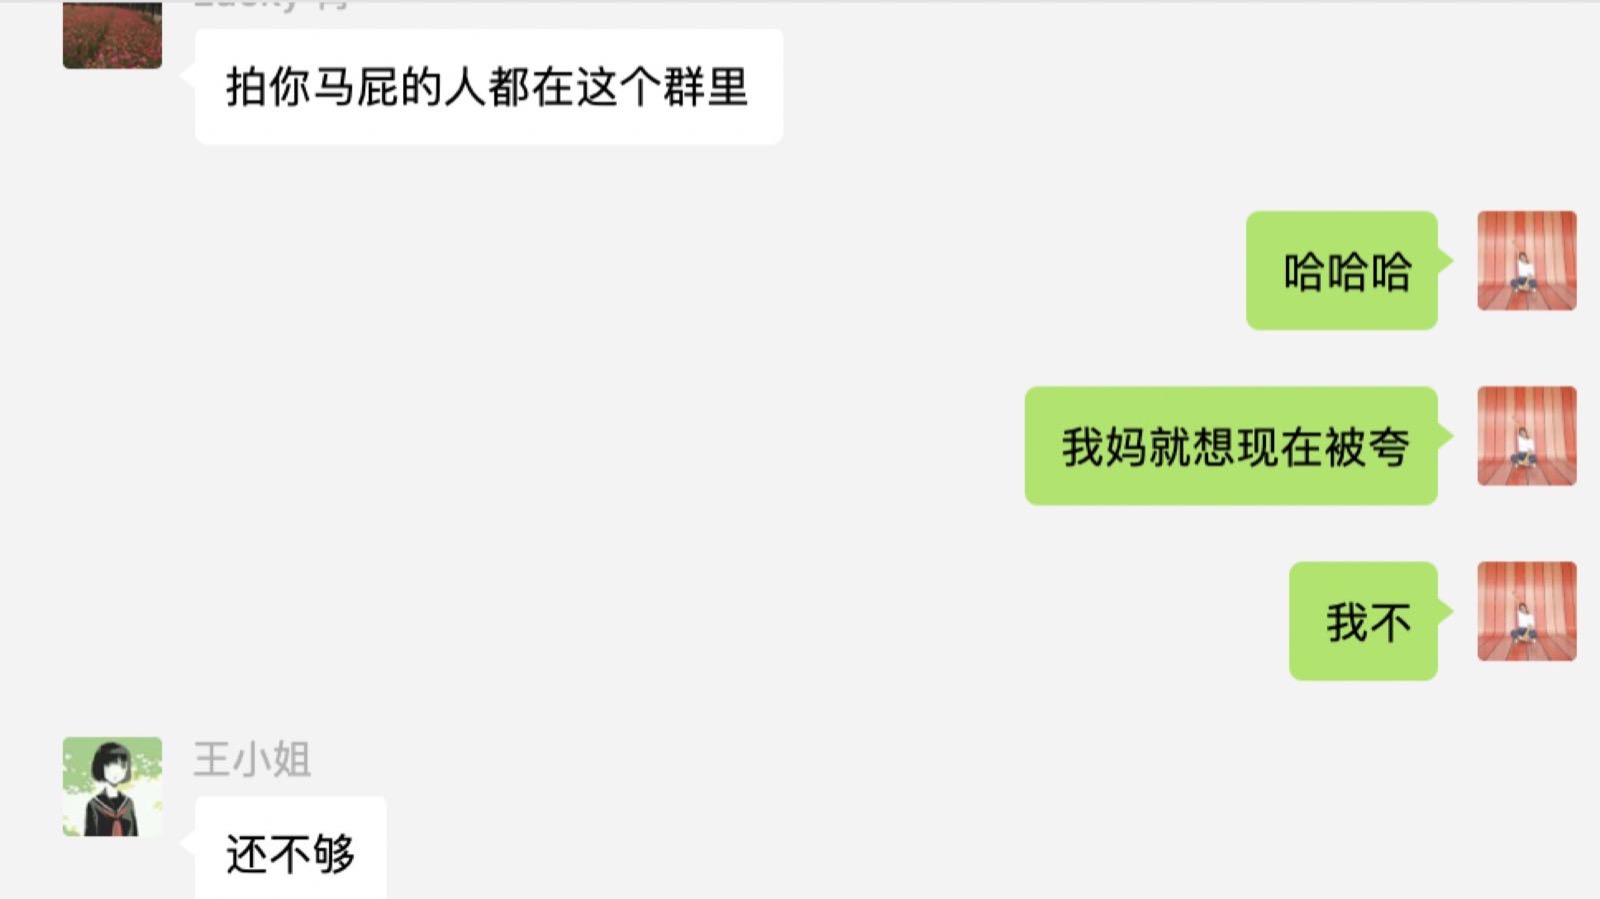 拍你马屁的人都在这个群里
哈哈哈
我妈就想现在被夸
我不
王小姐
还不够